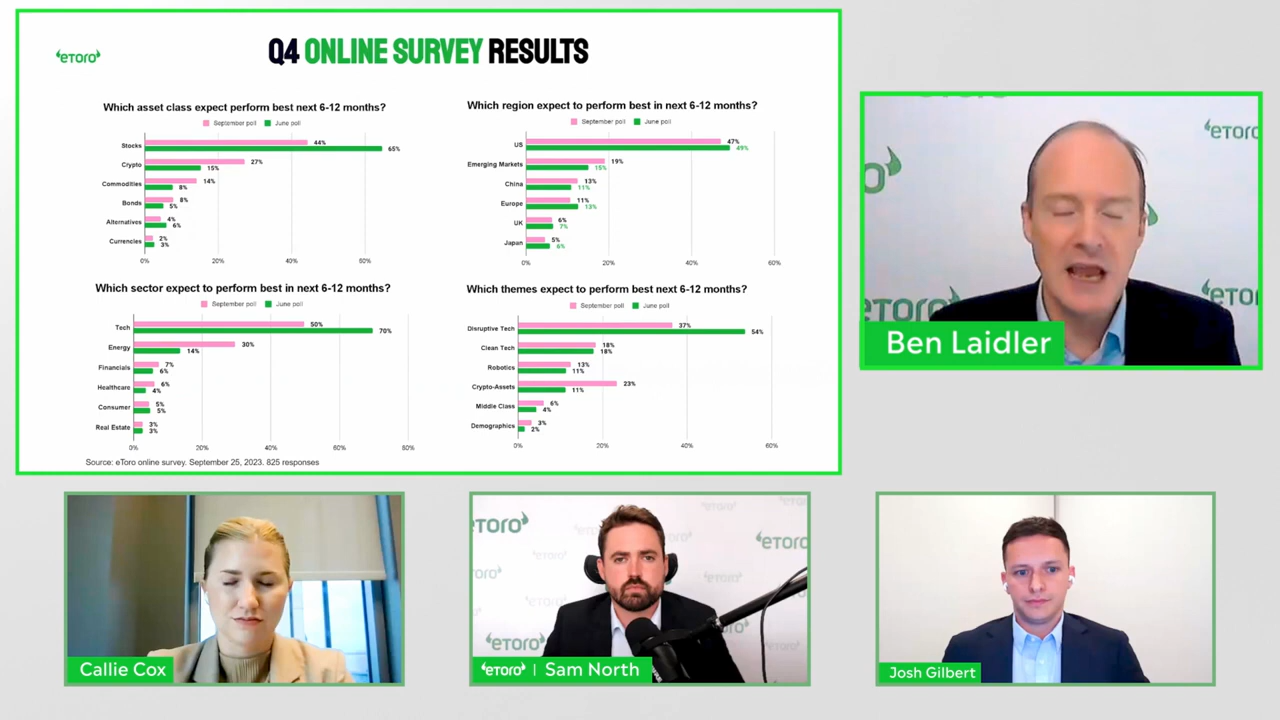 eToro
Q4 ONLINE SURVEY RESULTS
Which asset class expect perform best next 6-12 months?
September poll June poll
Stocks 44% 65%
Crypto 27% 15%
Commodities 14% 8%
Bonds 8% 5%
Alternatives 4% 6%
Currencies 2% 3%
0% 20% 40% 60%
Which region expect to perform best in next 6-12 months?
September poll June poll
US 47% 49%
Emerging Markets 19% 15%
China 13% 11%
Europe 11% 13%
UK 6% 7%
Japan 5% 6%
0% 20% 40% 60%
Which sector expect to perform best in next 6-12 months?
September poll June poll
Tech 50% 70%
Energy 30% 14%
Financials 7% 6%
Healthcare 6% 4%
Consumer 5% 5%
Real Estate 3% 3%
0% 20% 40% 60% 80%
Which themes expect to perform best next 6-12 months?
September poll June poll
Disruptive Tech 37% 54%
Clean Tech 18% 18%
Robotics 13% 11%
Crypto-Assets 23% 11%
Middle Class 6% 4%
Demographics 3% 2%
0% 20% 40% 60%
Source: eToro online survey. September 25, 2023. 825 responses
Ben Laidler
Callie Cox
eToro | Sam North
Josh Gilbert